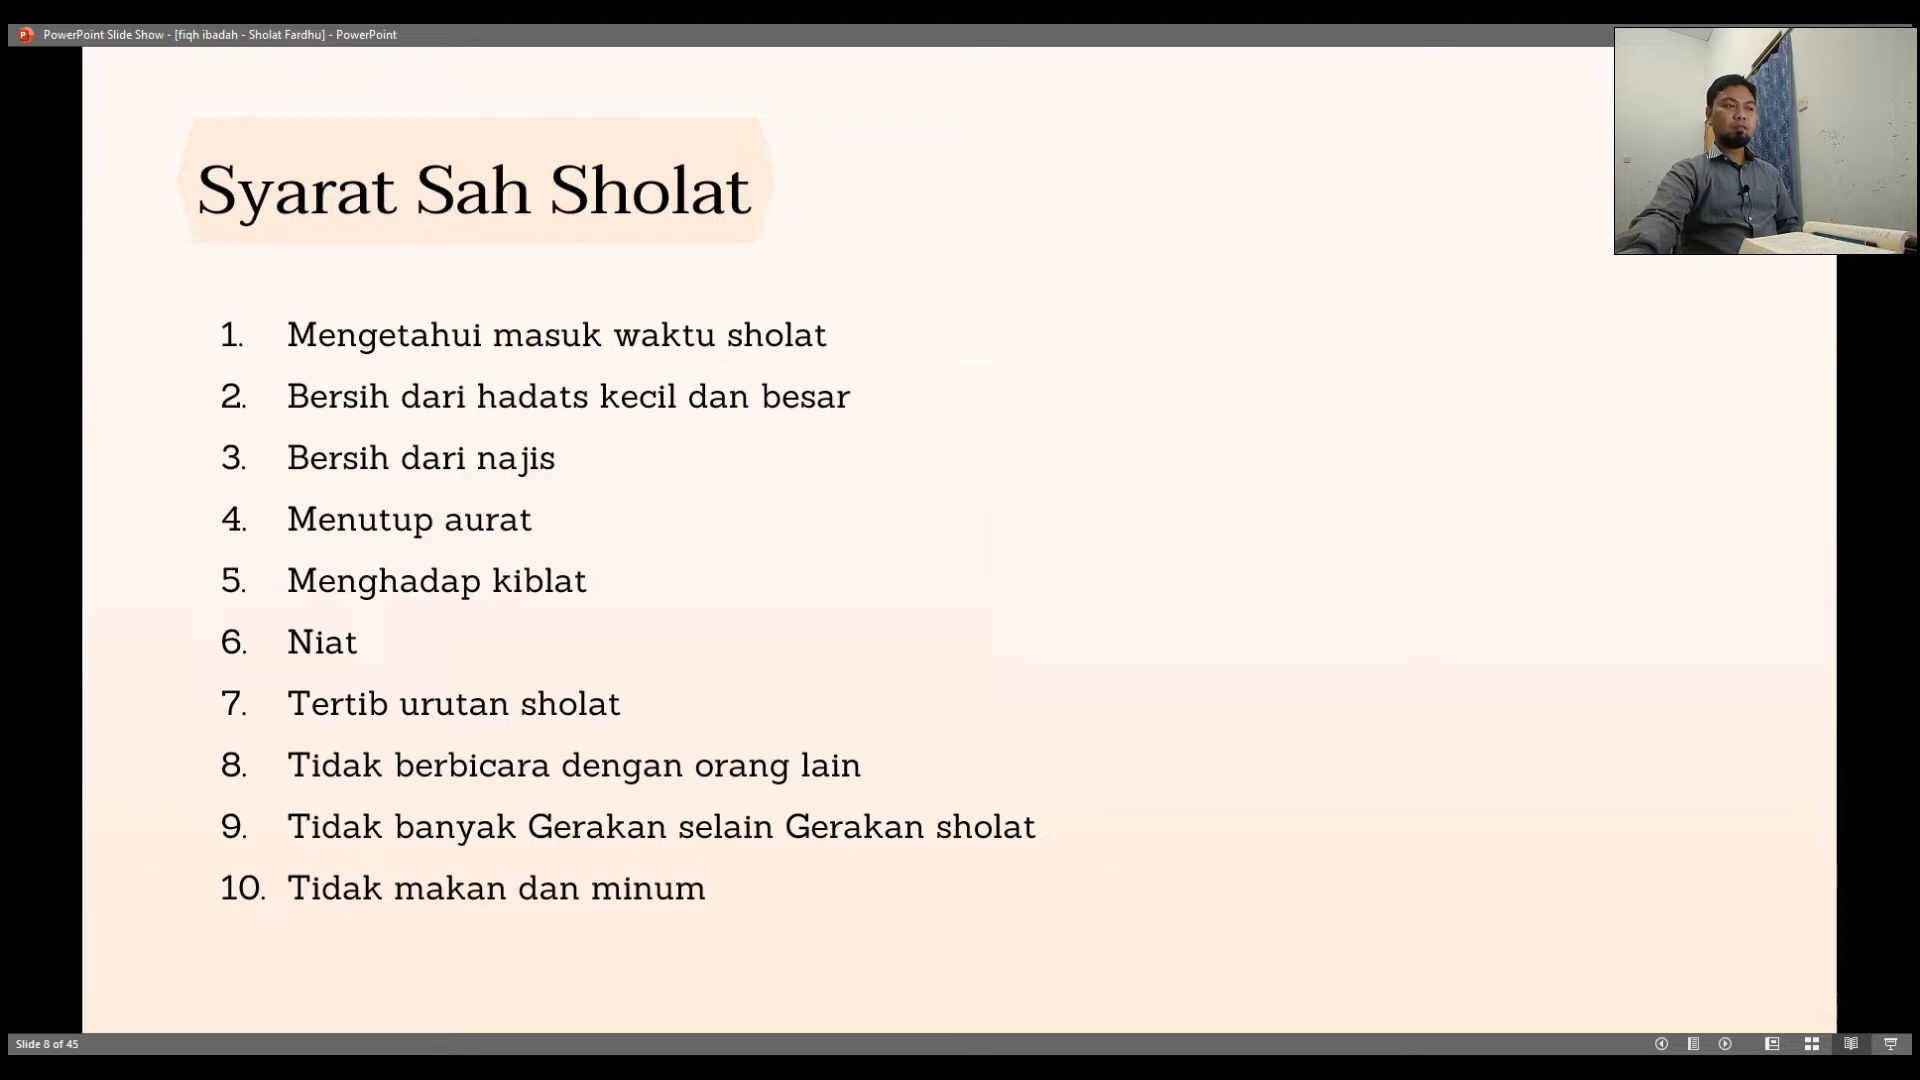 PowerPoint Slide Show - [fiqh ibadah - Sholat Fardhu] - PowerPoint
Syarat Sah Sholat
1. Mengetahui masuk waktu sholat
2. Bersih dari hadats kecil dan besar
3. Bersih dari najis
4. Menutup aurat
5. Menghadap kiblat
6. Niat
7. Tertib urutan sholat
8. Tidak berbicara dengan orang lain
9. Tidak banyak Gerakan selain Gerakan sholat
10. Tidak makan dan minum
Slide 8 of 45